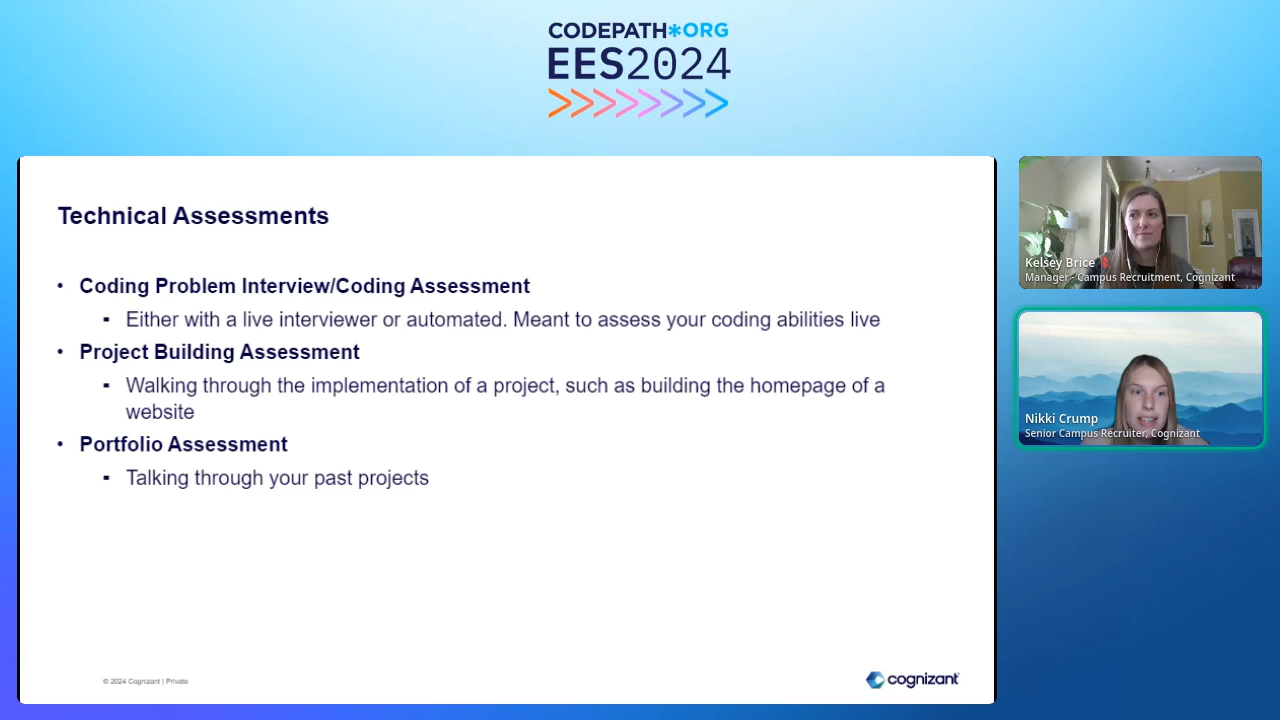 CODEPATH*ORG
EES2024
Technical Assessments
• Coding Problem Interview/Coding Assessment
▪ Either with a live interviewer or automated. Meant to assess your coding abilities live
• Project Building Assessment
▪ Walking through the implementation of a project, such as building the homepage of a
website
• Portfolio Assessment
▪ Talking through your past projects
© 2024 Cognizant | Private
cognizant
Kelsey Brice
Manager - Campus Recruitment, Cognizant
Nikki Crump
Senior Campus Recruiter, Cognizant